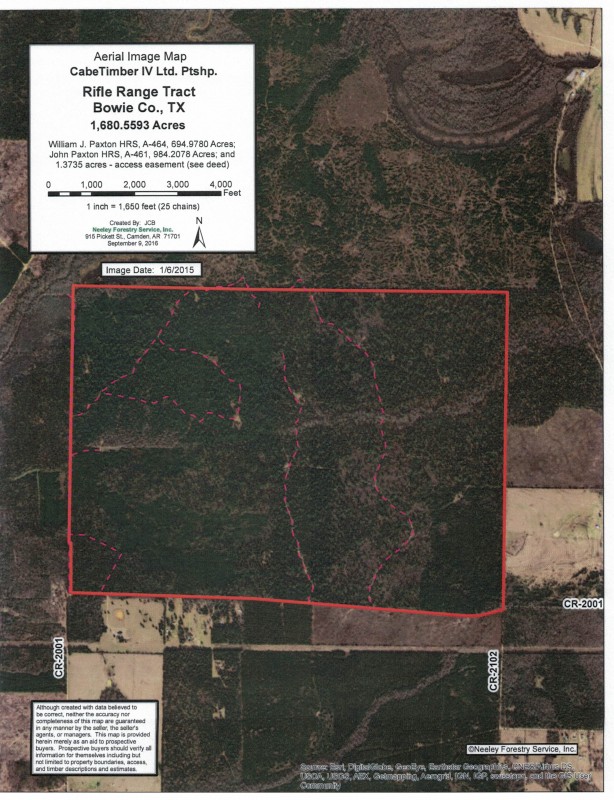 Aerial Image Map
CabeTimber IV Ltd. Ptshp.
Rifle Range Tract
Bowie Co., TX
1,680.5593 Acres
William J. Paxton HRS, A-464, 694.9780 Acres;
John Paxton HRS, A-461, 984.2078 Acres; and
1.3735 acres - access easement (see deed)
0 1,000 2,000 3,000 4,000
Feet
1 inch = 1,650 feet (25 chains)
Created By: JCB
Neeley Forestry Service, Inc.
915 Pickett St., Camden, AR 71701
September 9, 2016
N
Image Date: 1/6/2015
CR-2001
CR-2001
CR-2102
Although created with data believed to
be correct, neither the accuracy nor
completeness of this map are guaranteed
in any manner by the seller, the seller's
agents, or managers. This map is provided
herein merely as an aid to prospective
buyers. Prospective buyers should verify all
information for themselves including but
not limited to property boundaries, access,
and timber descriptions and estimates.
©Neeley Forestry Service, Inc.
Source: Esri, DigitalGlobe, GeoEye, Earthstar Geographics, CNES/Airbus DS,
USDA, USGS, AEX, Getmapping, Aerogrid, IGN, IGP, swisstopo, and the GIS User
Community